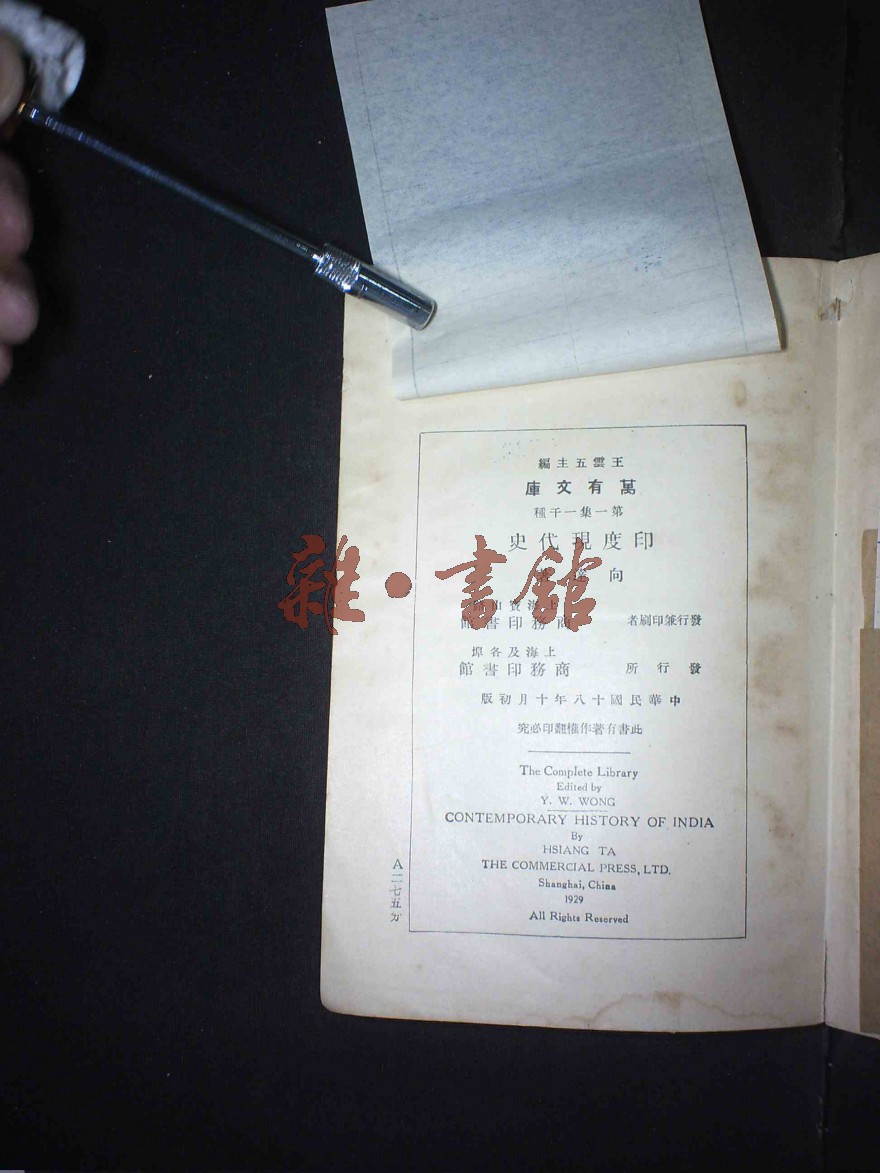 王雲五主編
萬有文庫
第一集一千種
印度現代史
向
上海寶山
發行兼印刷者 商務印書館
上海及各埠
發行所 商務印書館
中華民國十八年十月初版
此書有著作權翻印必究
The Complete Library
Edited by
Y. W. WONG
CONTEMPORARY HISTORY OF INDIA
By
HSIANG TA
THE COMMERCIAL PRESS, LTD.
Shanghai, China
1929
All Rights Reserved
A二七五分
雜·書館